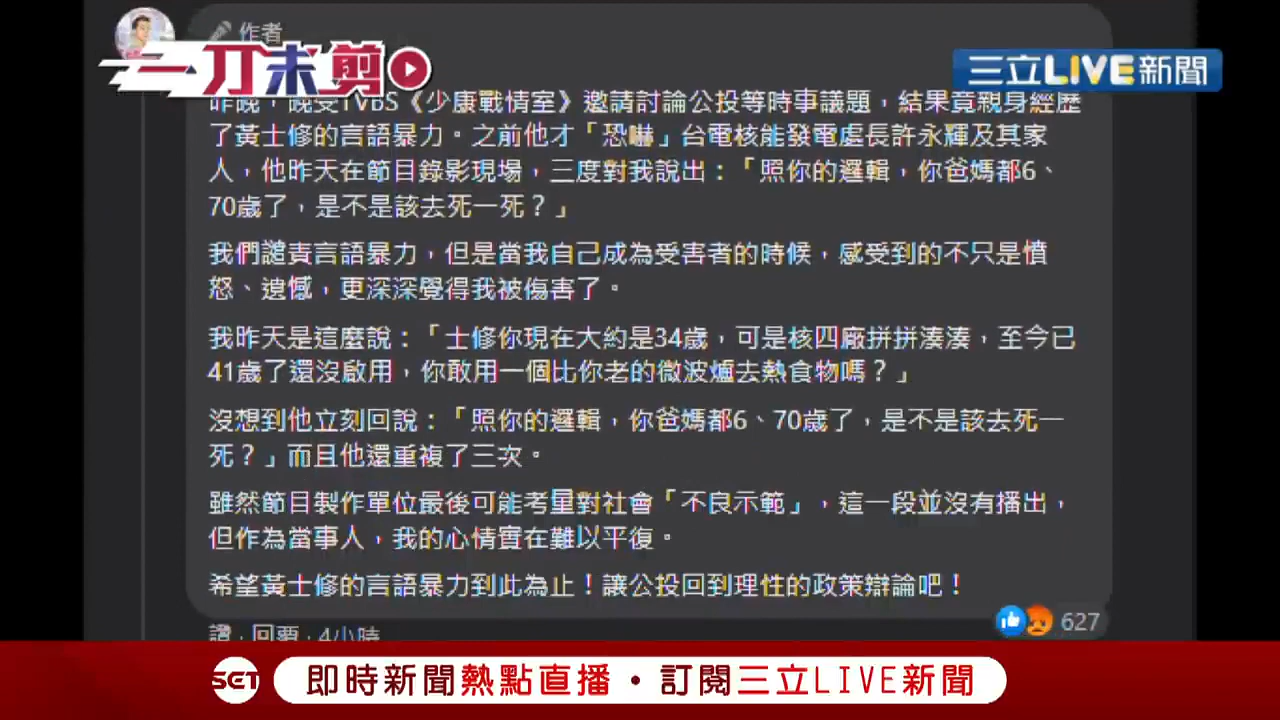 作者
一刀未剪
三立LIVE新聞
昨晚，晚受TVBS《少康戰情室》邀請討論公投等時事議題，結果竟親身經歷
了黃士修的言語暴力。之前他才「恐嚇」台電核能發電處長許永輝及其家
人，他昨天在節目錄影現場，三度對我說出：「照你的邏輯，你爸媽都6、
70歲了，是不是該去死一死？」
我們譴責言語暴力，但是當我自己成為受害者的時候，感受到的不只是憤
怒、遺憾，更深深覺得我被傷害了。
我昨天是這麼說：「士修你現在大約是34歲，可是核四廠拼拼湊湊，至今已
41歲了還沒啟用，你敢用一個比你老的微波爐去熱食物嗎？」
沒想到他立刻回說：「照你的邏輯，你爸媽都6、70歲了，是不是該去死一
死？」而且他還重複了三次。
雖然節目製作單位最後可能考量對社會「不良示範」，這一段並沒有播出，
但作為當事人，我的心情實在難以平復。
希望黃士修的言語暴力到此為止！讓公投回到理性的政策辯論吧！
627
讚·回覆·4小時
SET 即時新聞熱點直播·訂閱三立LIVE新聞